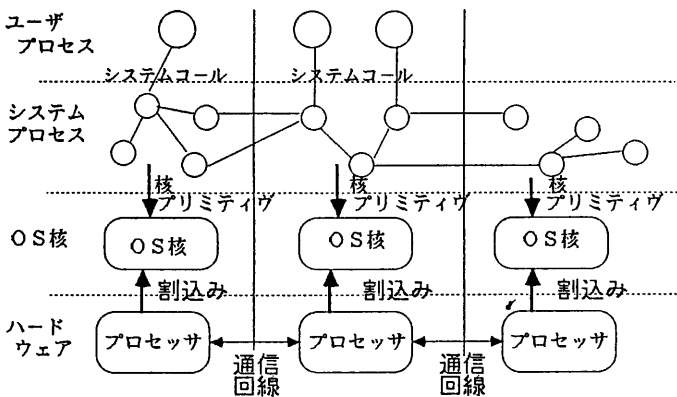 ユーザ
プロセス
システムコール
システムコール
システム
プロセス
核
プリミティヴ
核
プリミティヴ
核
プリミティヴ
OS核
OS核
OS核
OS核
割込み
割込み
割込み
ハード
ウェア
プロセッサ
プロセッサ
プロセッサ
通信
回線
通信
回線